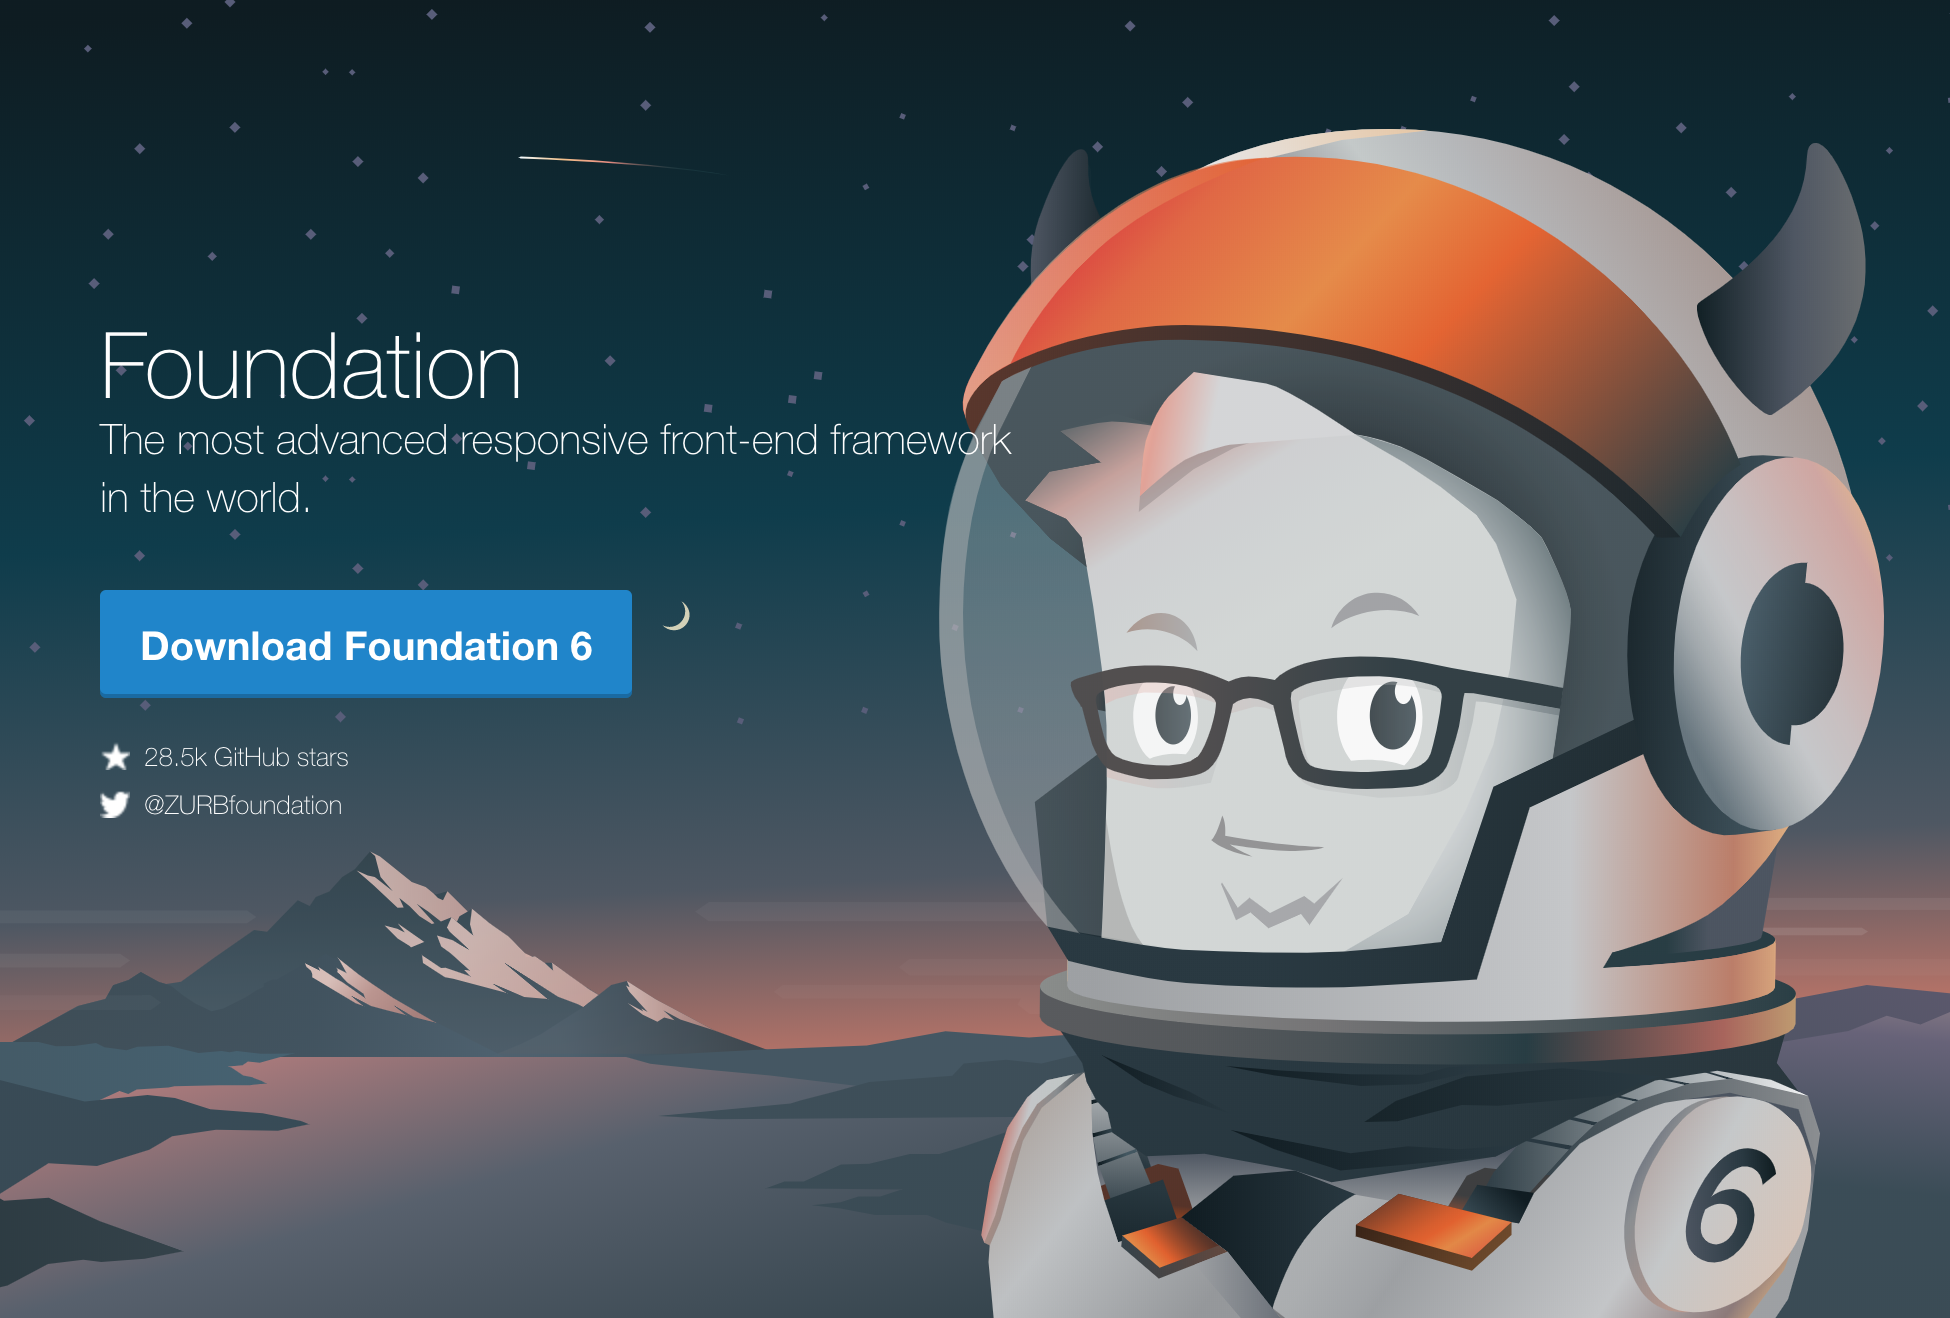 Foundation
The most advanced responsive front-end framework
in the world.
Download Foundation 6
28.5k GitHub stars
@ZURBfoundation
6